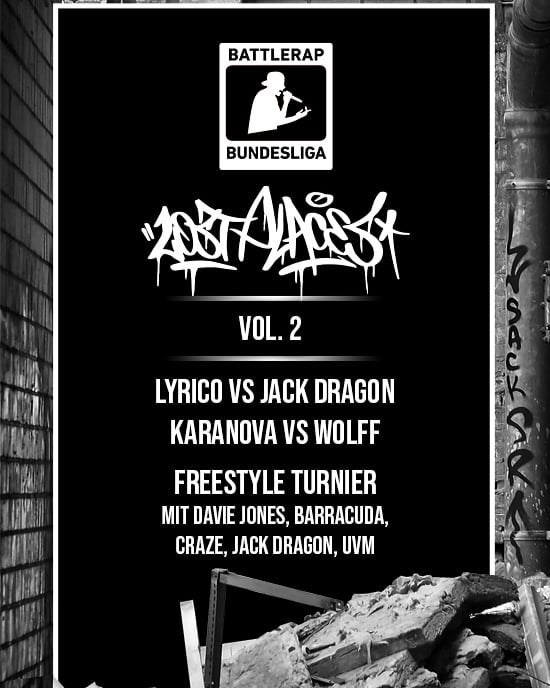 BATTLERAP
BUNDESLIGA
"LOST PLACES"
VOL. 2
LYRICO VS JACK DRAGON
KARANOVA VS WOLFF
FREESTYLE TURNIER
MIT DAVIE JONES, BARRACUDA,
CRAZE, JACK DRAGON, UVM